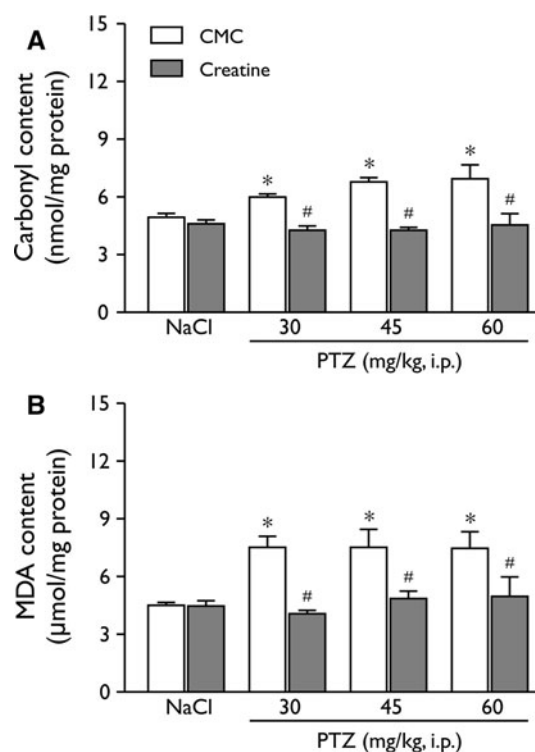 A
15
12
9
6
3
0
Carbonyl content
(nmol/mg protein)
CMC
Creatine
*
#
*
#
*
#
NaCl 30 45 60
PTZ (mg/kg, i.p.)
B
15
12
9
6
3
0
MDA content
(µmol/mg protein)
*
#
*
#
*
#
NaCl 30 45 60
PTZ (mg/kg, i.p.)